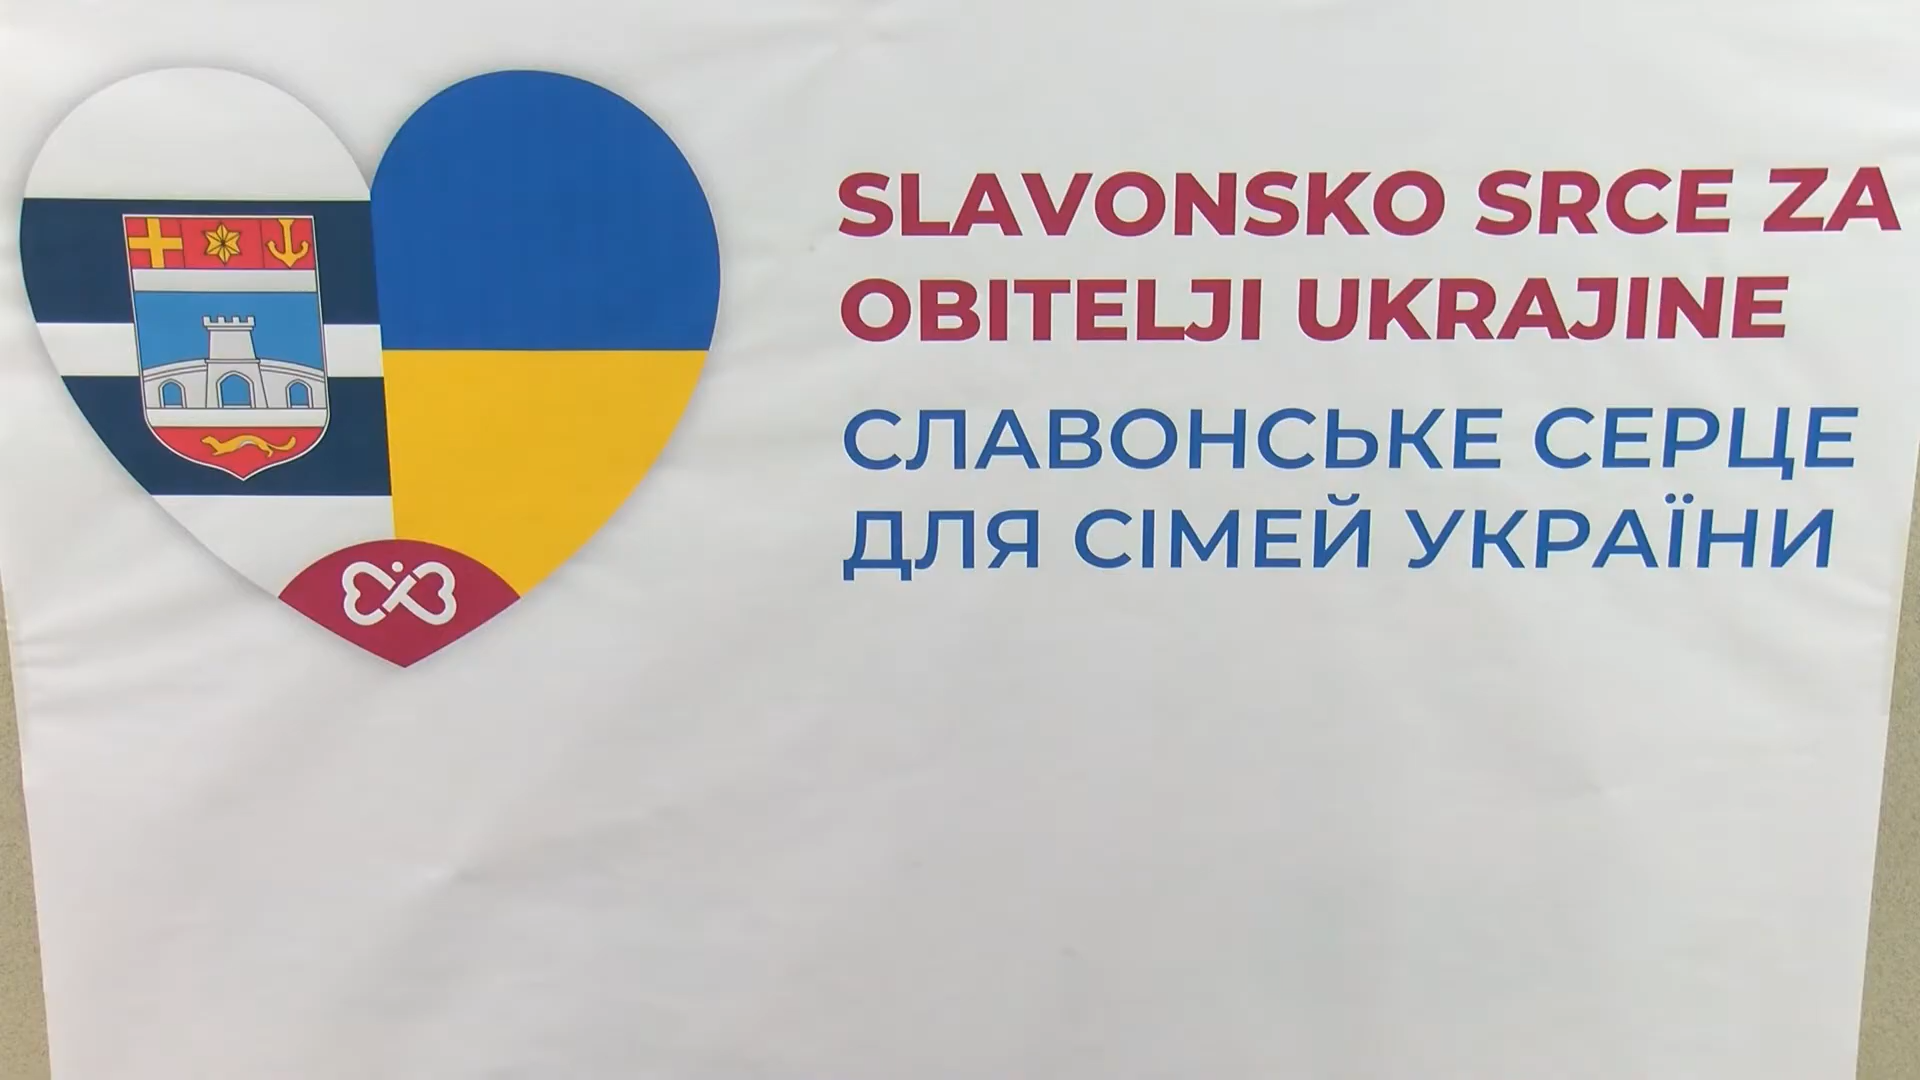 SLAVONSKO SRCE ZA
OBITELJI UKRAJINE
СЛАВОНСЬКЕ СЕРЦЕ
ДЛЯ СІМЕЙ УКРАЇНИ